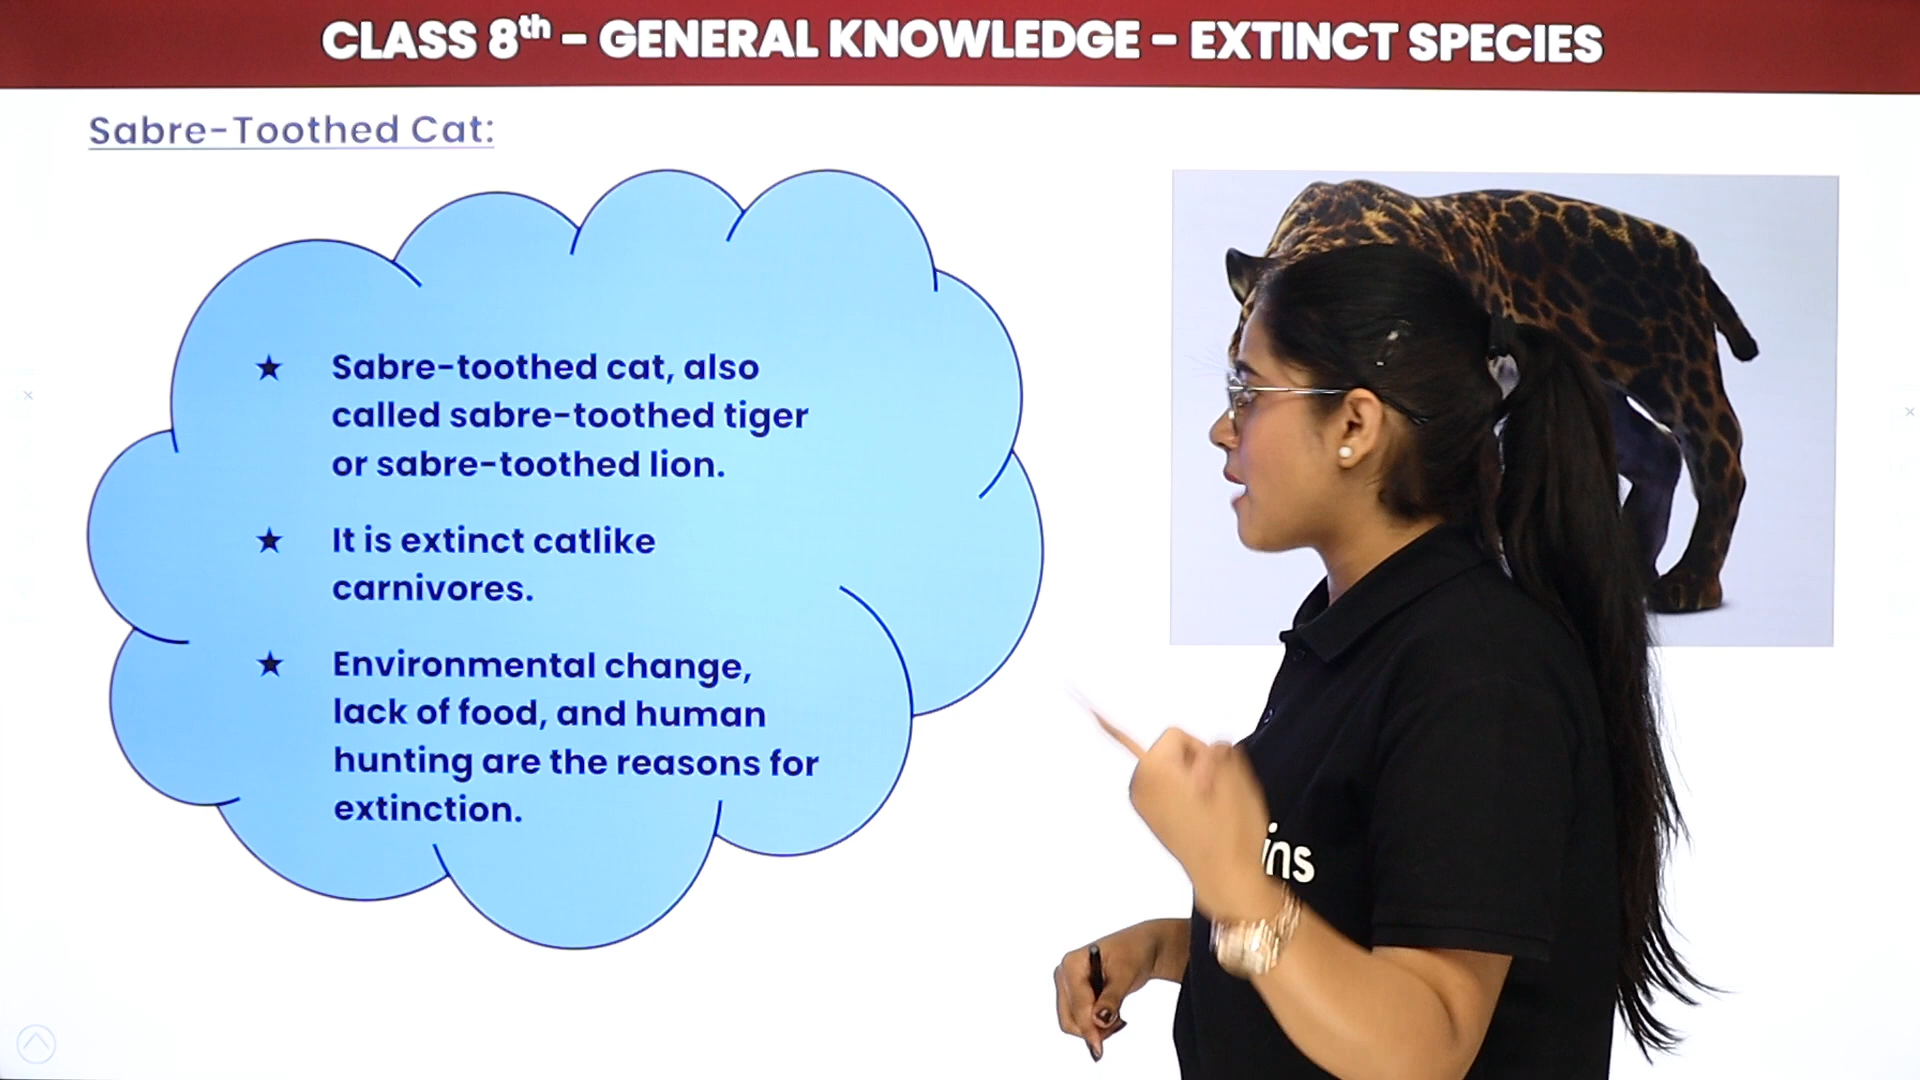 CLASS 8th - GENERAL KNOWLEDGE - EXTINCT SPECIES
Sabre-Toothed Cat:
★ Sabre-toothed cat, also
called sabre-toothed tiger
or sabre-toothed lion.
★ It is extinct catlike
carnivores.
★ Environmental change,
lack of food, and human
hunting are the reasons for
extinction.